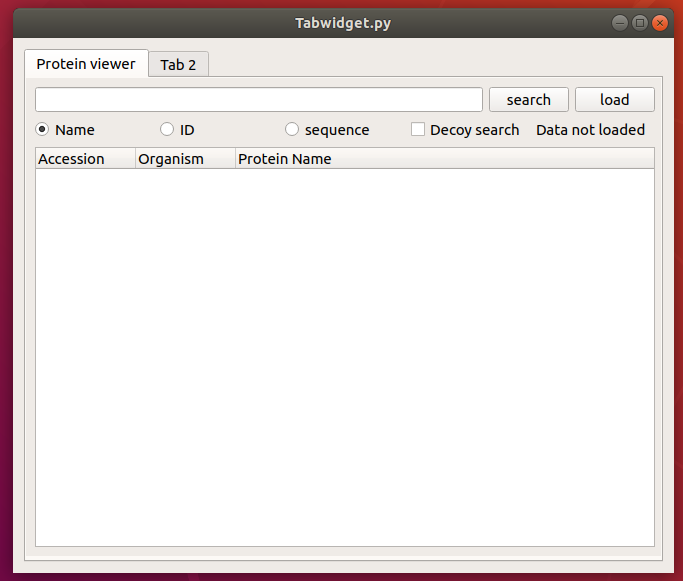 Tabwidget.py
Protein viewer Tab 2
search load
Name ID sequence Decoy search Data not loaded
Accession Organism Protein Name